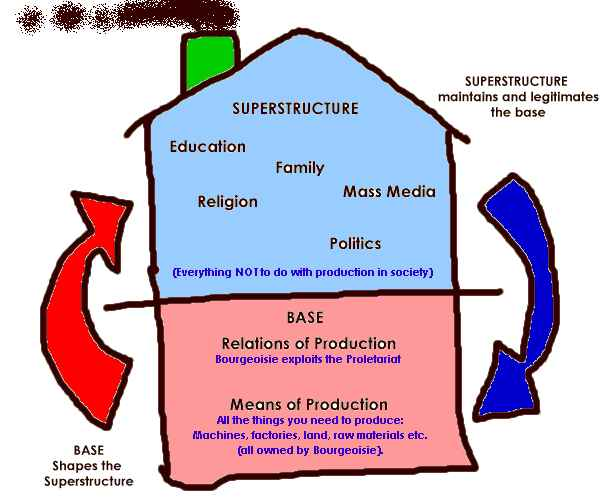 SUPERSTRUCTURE
maintains and legitimates
the base
SUPERSTRUCTURE
Education
Family
Mass Media
Religion
Politics
(Everything NOT to do with production in society)
BASE
Relations of Production
Bourgeoisie exploits the Proletariat
Means of Production
All the things you need to produce:
Machines, factories, land, raw materials etc.
(all owned by Bourgeoisie).
BASE
Shapes the
Superstructure